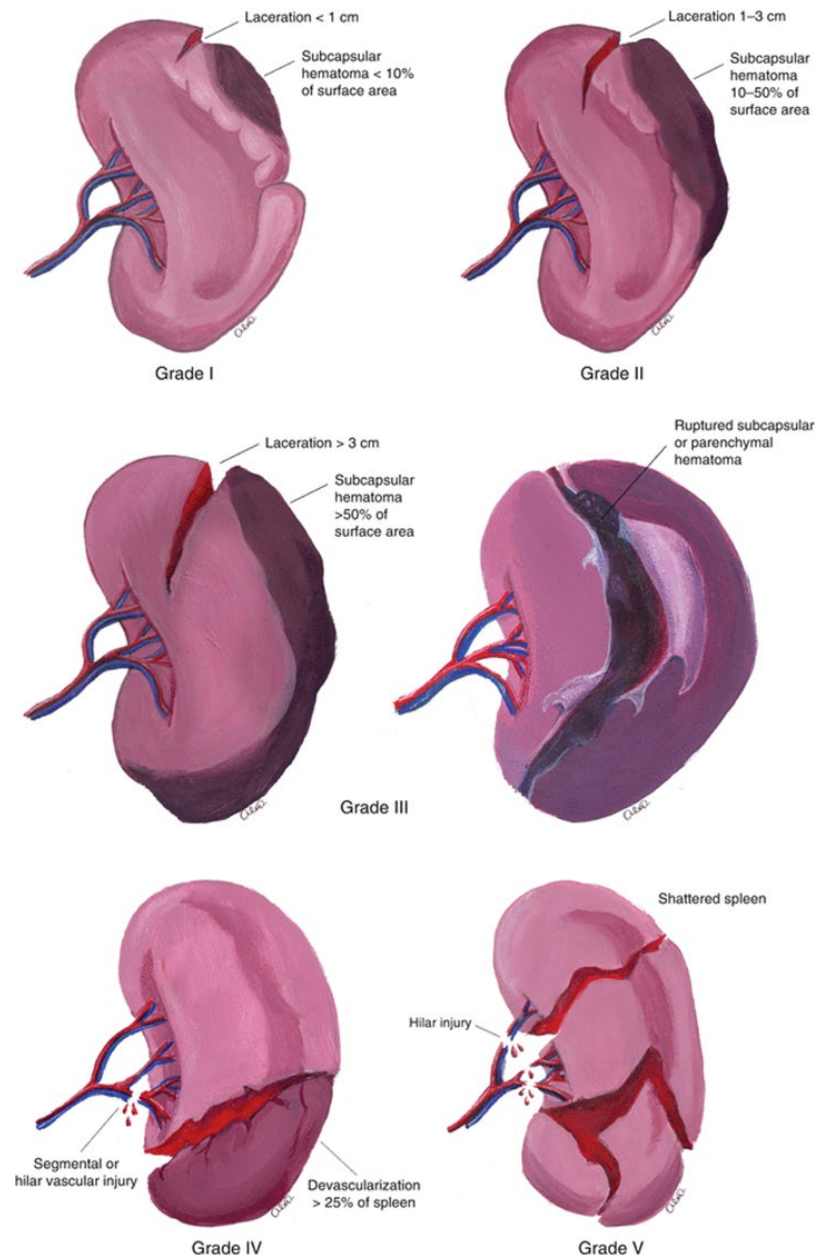 Laceration < 1 cm
Subcapsular
hematoma < 10%
of surface area
Grade I
Laceration 1–3 cm
Subcapsular
hematoma
10–50% of
surface area
Grade II
Laceration > 3 cm
Subcapsular
hematoma
>50% of
surface area
Ruptured subcapsular
or parenchymal
hematoma
Grade III
Segmental or
hilar vascular injury
Devascularization
> 25% of spleen
Grade IV
Shattered spleen
Hilar injury
Grade V